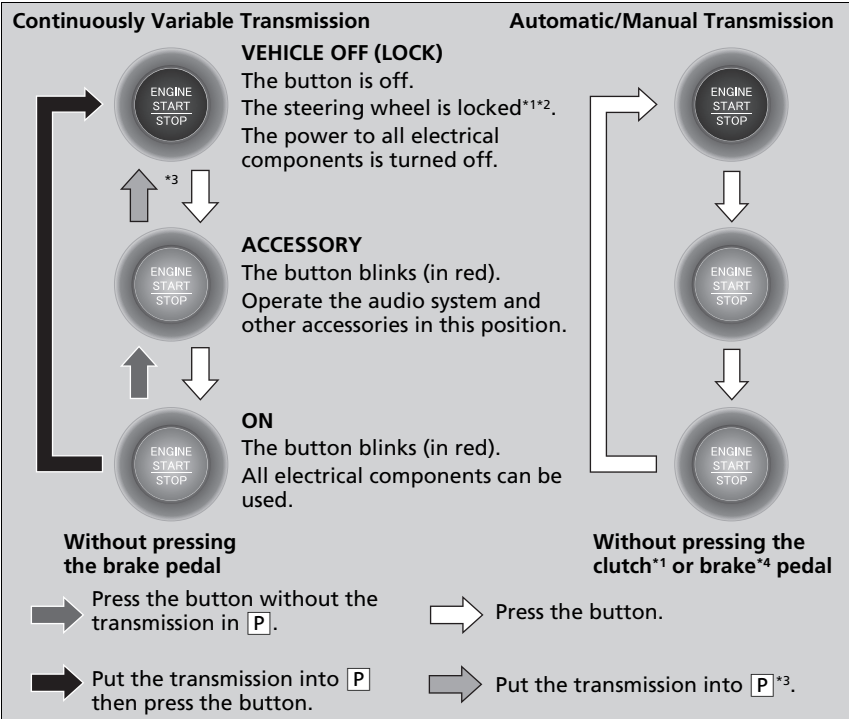 Continuously Variable Transmission
Automatic/Manual Transmission
ENGINE
START
STOP
VEHICLE OFF (LOCK)
The button is off.
The steering wheel is locked*1*2.
The power to all electrical
components is turned off.
ENGINE
START
STOP
*3
ENGINE
START
STOP
ACCESSORY
The button blinks (in red).
Operate the audio system and
other accessories in this position.
ENGINE
START
STOP
ENGINE
START
STOP
ON
The button blinks (in red).
All electrical components can be
used.
ENGINE
START
STOP
Without pressing
the brake pedal
Without pressing the
clutch*1 or brake*4 pedal
Press the button without the
transmission in P.
Press the button.
Put the transmission into P
then press the button.
Put the transmission into P*3.